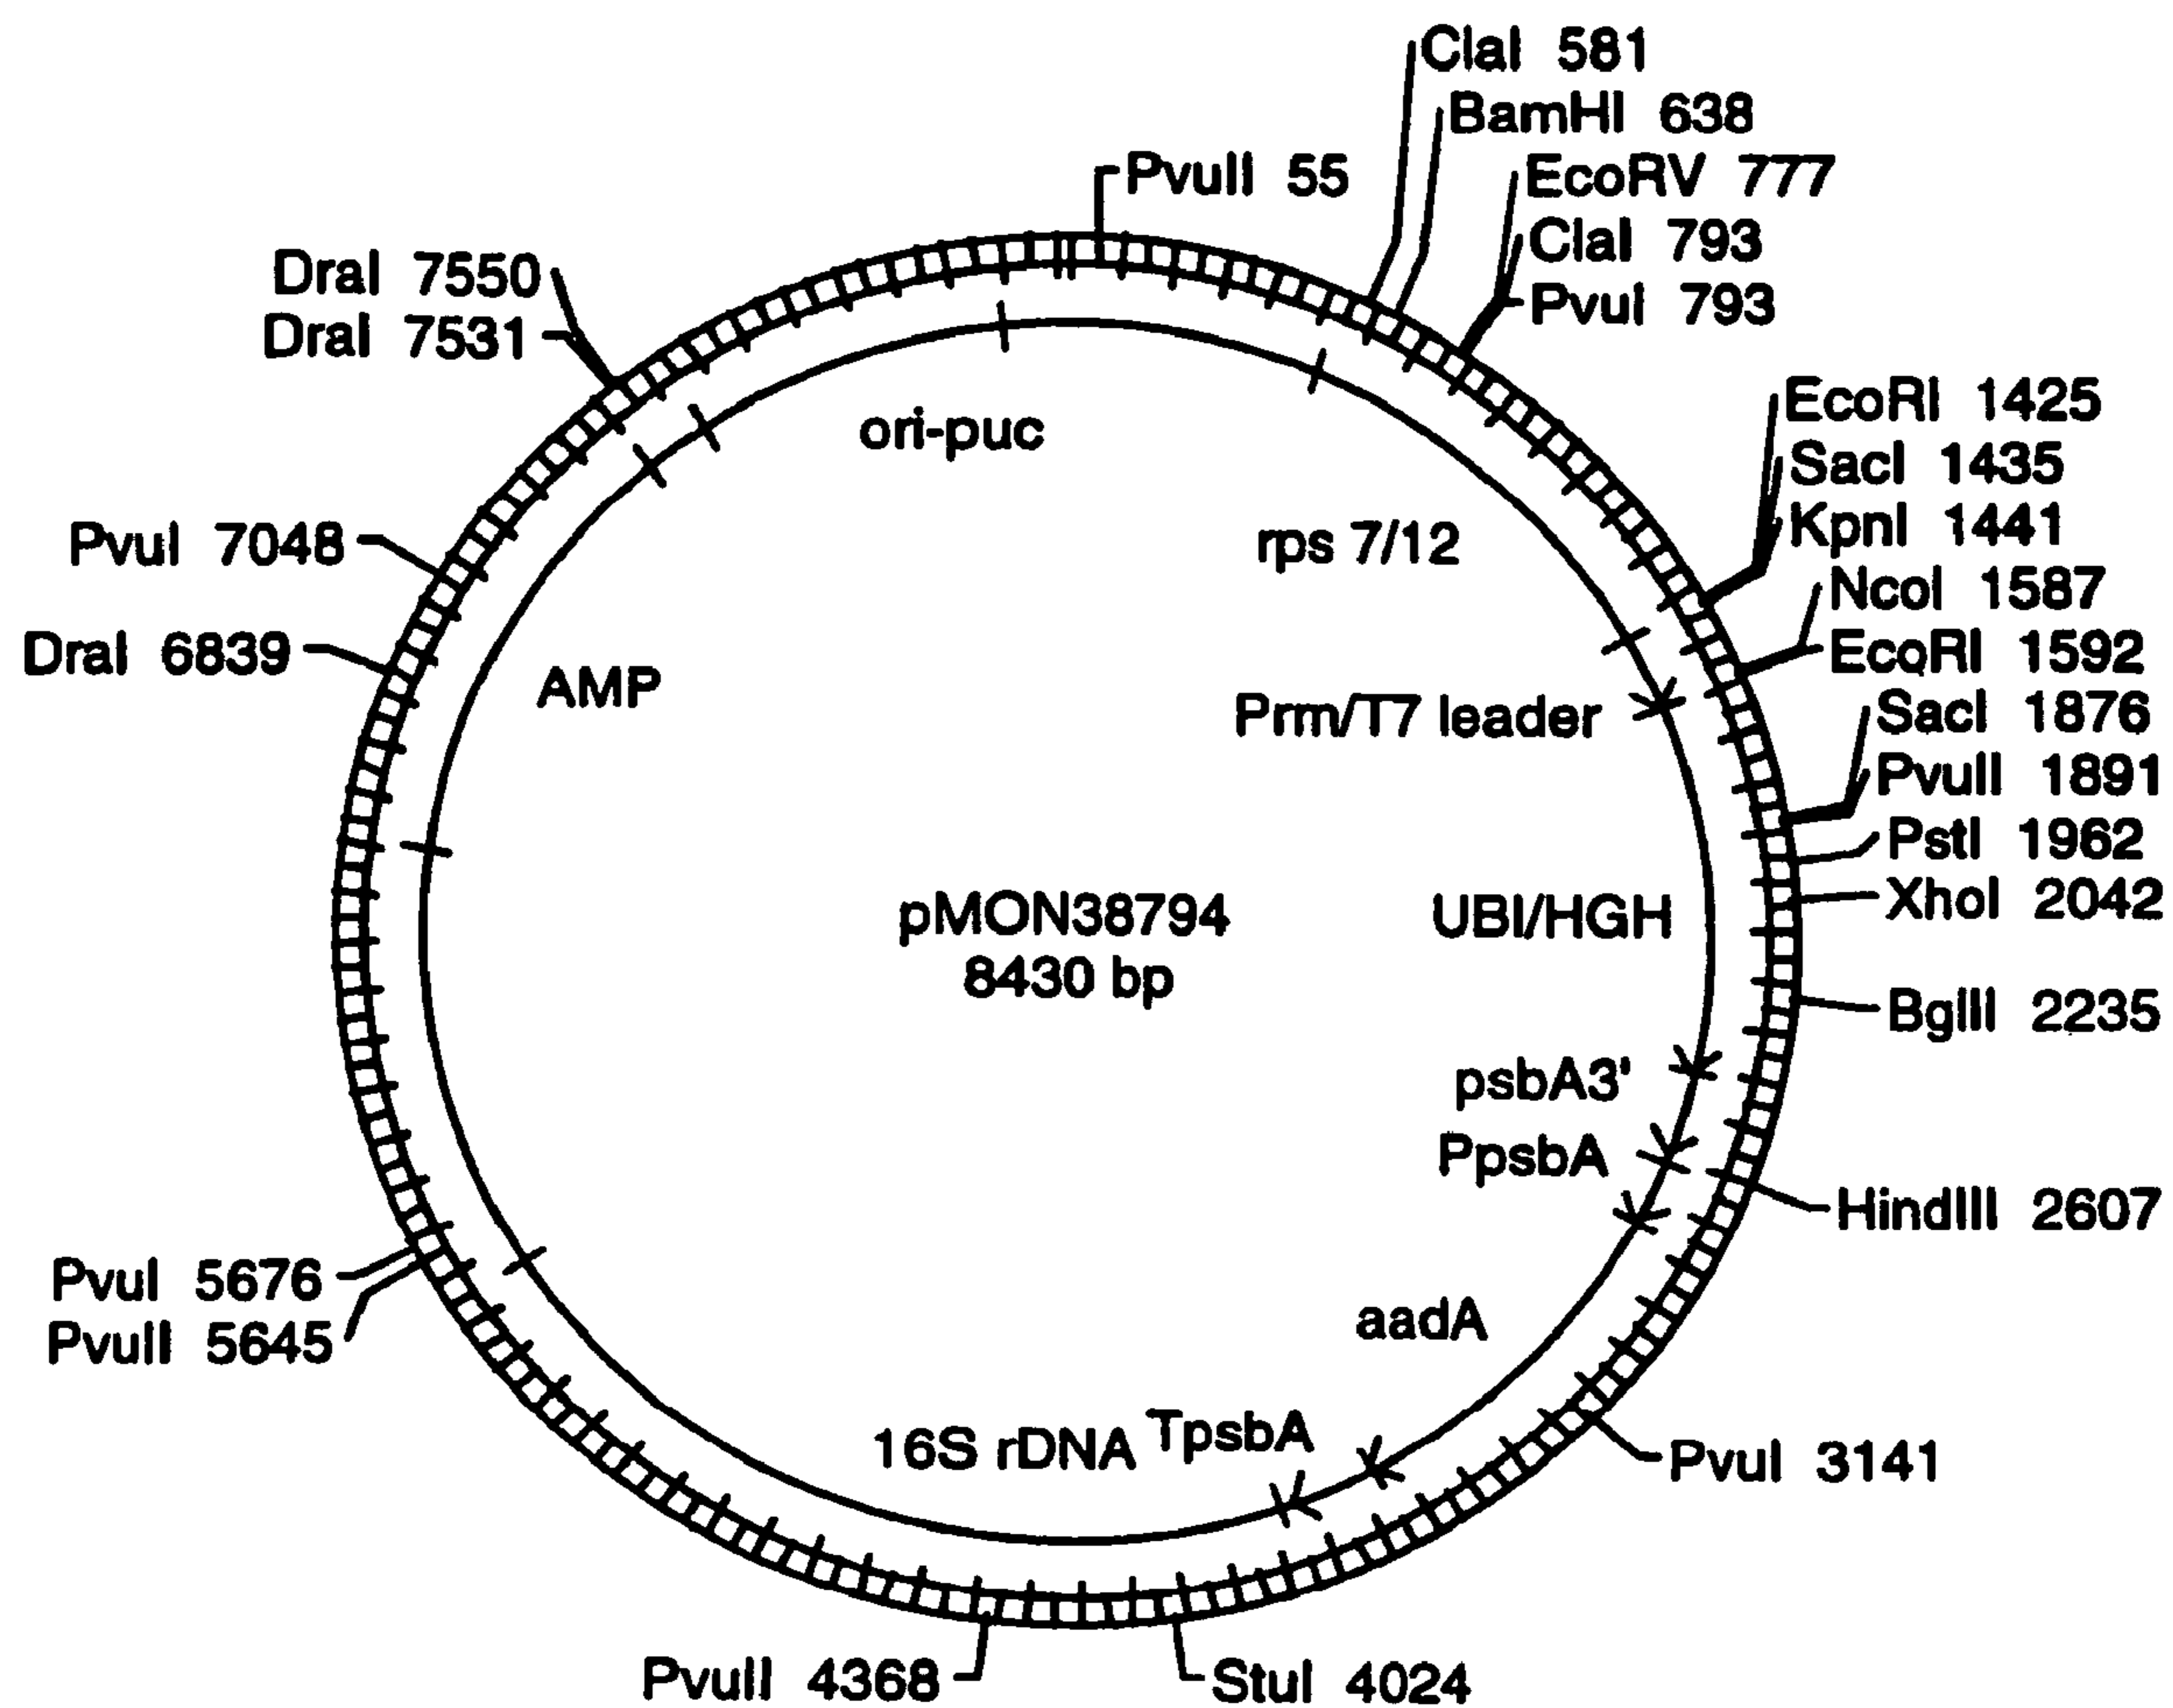 ClaI 581
BamHI 638
PvuII 55
EcoRV 777
ClaI 793
PvuI 793
DraI 7550
DraI 7531
EcoRI 1425
SacI 1435
KpnI 1441
NcoI 1587
EcoRI 1592
SacI 1876
PvuII 1891
PstI 1962
XhoI 2042
BglII 2235
HindIII 2607
PvuI 3141
StuI 4024
PvuII 4368
PvuII 5645
PvuI 5676
DraI 6839
PvuI 7048
ori-puc
rps 7/12
AMP
Prm/T7 leader
pMON38794
8430 bp
UBI/HGH
psbA3'
PpsbA
aadA
TpsbA
16S rDNA